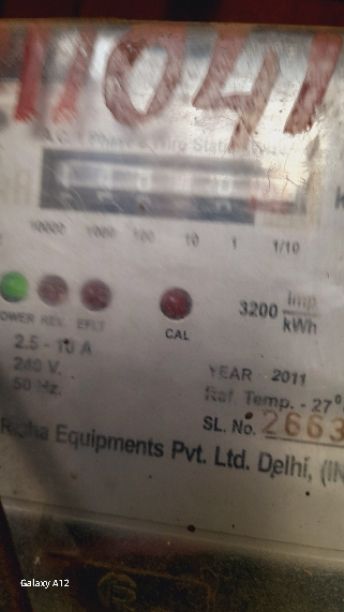 11041
10000 1000 100 10 1 1/10
3200 imp/kWh
POWER REV. EFLT
CAL
2.5 - 10 A
240 V.
50 Hz.
YEAR - 2011
Ref. Temp. - 27°
SL. No. 2663
Equipments Pvt. Ltd. Delhi, (IN
Galaxy A12